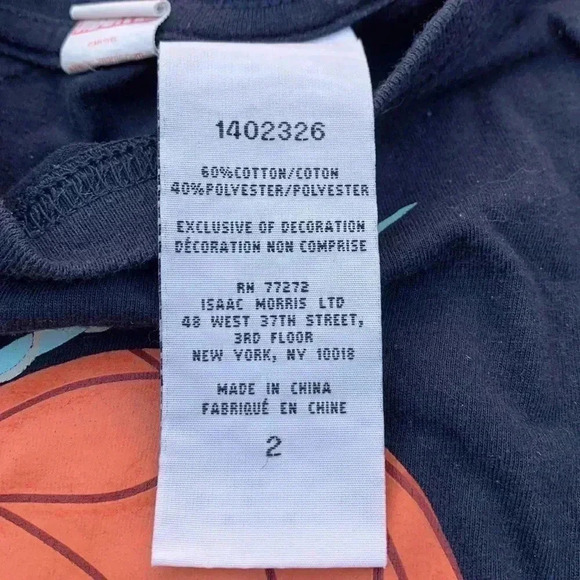 1402326
60%COTTON/COTON
40%POLYESTER/POLYESTER
EXCLUSIVE OF DECORATION
DÉCORATION NON COMPRISE
RN 77272
ISAAC MORRIS LTD
48 WEST 37TH STREET,
3RD FLOOR
NEW YORK, NY 10018
MADE IN CHINA
FABRIQUÉ EN CHINE
2